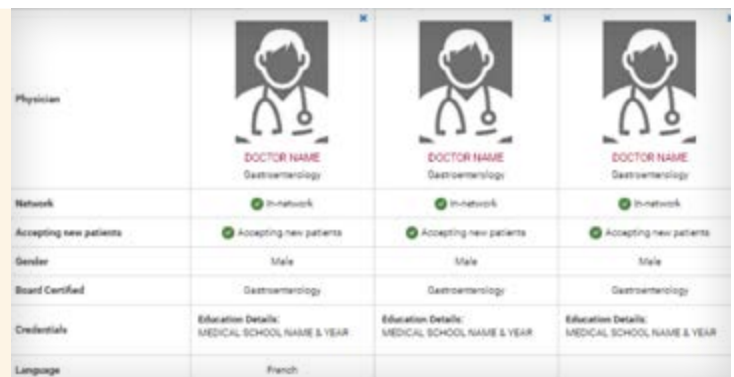 Physician
DOCTOR NAME DOCTOR NAME DOCTOR NAME
Gastroenterology Gastroenterology Gastroenterology
Network In-network In-network In-network
Accepting new patients Accepting new patients Accepting new patients Accepting new patients
Gender Male Male Male
Board Certified Gastroenterology Gastroenterology Gastroenterology
Credentials Education Details: Education Details: Education Details:
MEDICAL SCHOOL NAME & YEAR MEDICAL SCHOOL NAME & YEAR MEDICAL SCHOOL NAME & YEAR
Language French